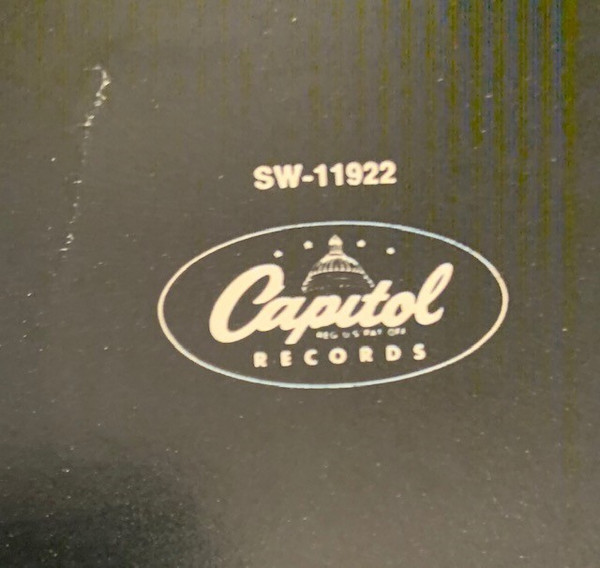 SW-11922
Capitol
REG. U.S. PAT. OFF.
RECORDS